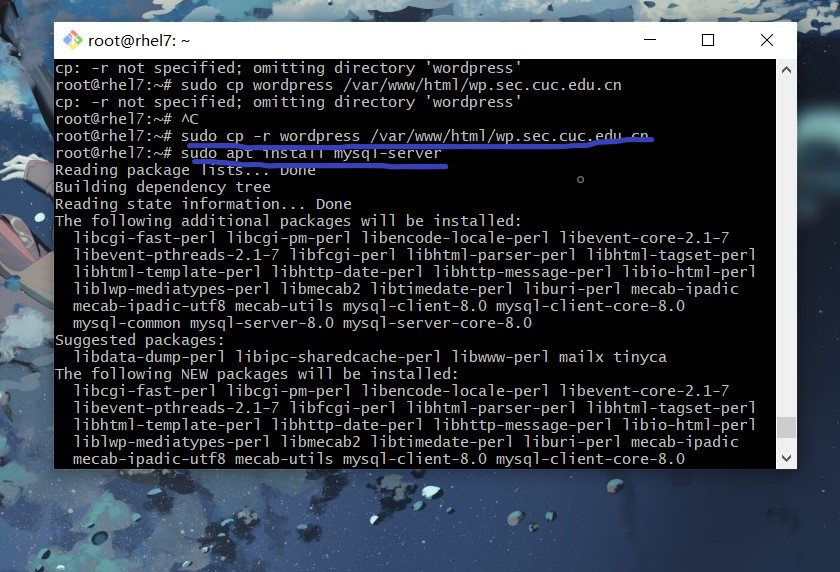 root@rhel7: ~
cp: -r not specified; omitting directory 'wordpress'
root@rhel7:~# sudo cp wordpress /var/www/html/wp.sec.cuc.edu.cn
cp: -r not specified; omitting directory 'wordpress'
root@rhel7:~# ^C
root@rhel7:~# sudo cp -r wordpress /var/www/html/wp.sec.cuc.edu.cn
root@rhel7:~# sudo apt install mysql-server
Reading package lists... Done
Building dependency tree
Reading state information... Done
The following additional packages will be installed:
  libcgi-fast-perl libcgi-pm-perl libencode-locale-perl libevent-core-2.1-7
  libevent-pthreads-2.1-7 libfcgi-perl libhtml-parser-perl libhtml-tagset-perl
  libhtml-template-perl libhttp-date-perl libhttp-message-perl libio-html-perl
  liblwp-mediatypes-perl libmecab2 libtimedate-perl liburi-perl mecab-ipadic
  mecab-ipadic-utf8 mecab-utils mysql-client-8.0 mysql-client-core-8.0
  mysql-common mysql-server-8.0 mysql-server-core-8.0
Suggested packages:
  libdata-dump-perl libipc-sharedcache-perl libwww-perl mailx tinyca
The following NEW packages will be installed:
  libcgi-fast-perl libcgi-pm-perl libencode-locale-perl libevent-core-2.1-7
  libevent-pthreads-2.1-7 libfcgi-perl libhtml-parser-perl libhtml-tagset-perl
  libhtml-template-perl libhttp-date-perl libhttp-message-perl libio-html-perl
  liblwp-mediatypes-perl libmecab2 libtimedate-perl liburi-perl mecab-ipadic
  mecab-ipadic-utf8 mecab-utils mysql-client-8.0 mysql-client-core-8.0